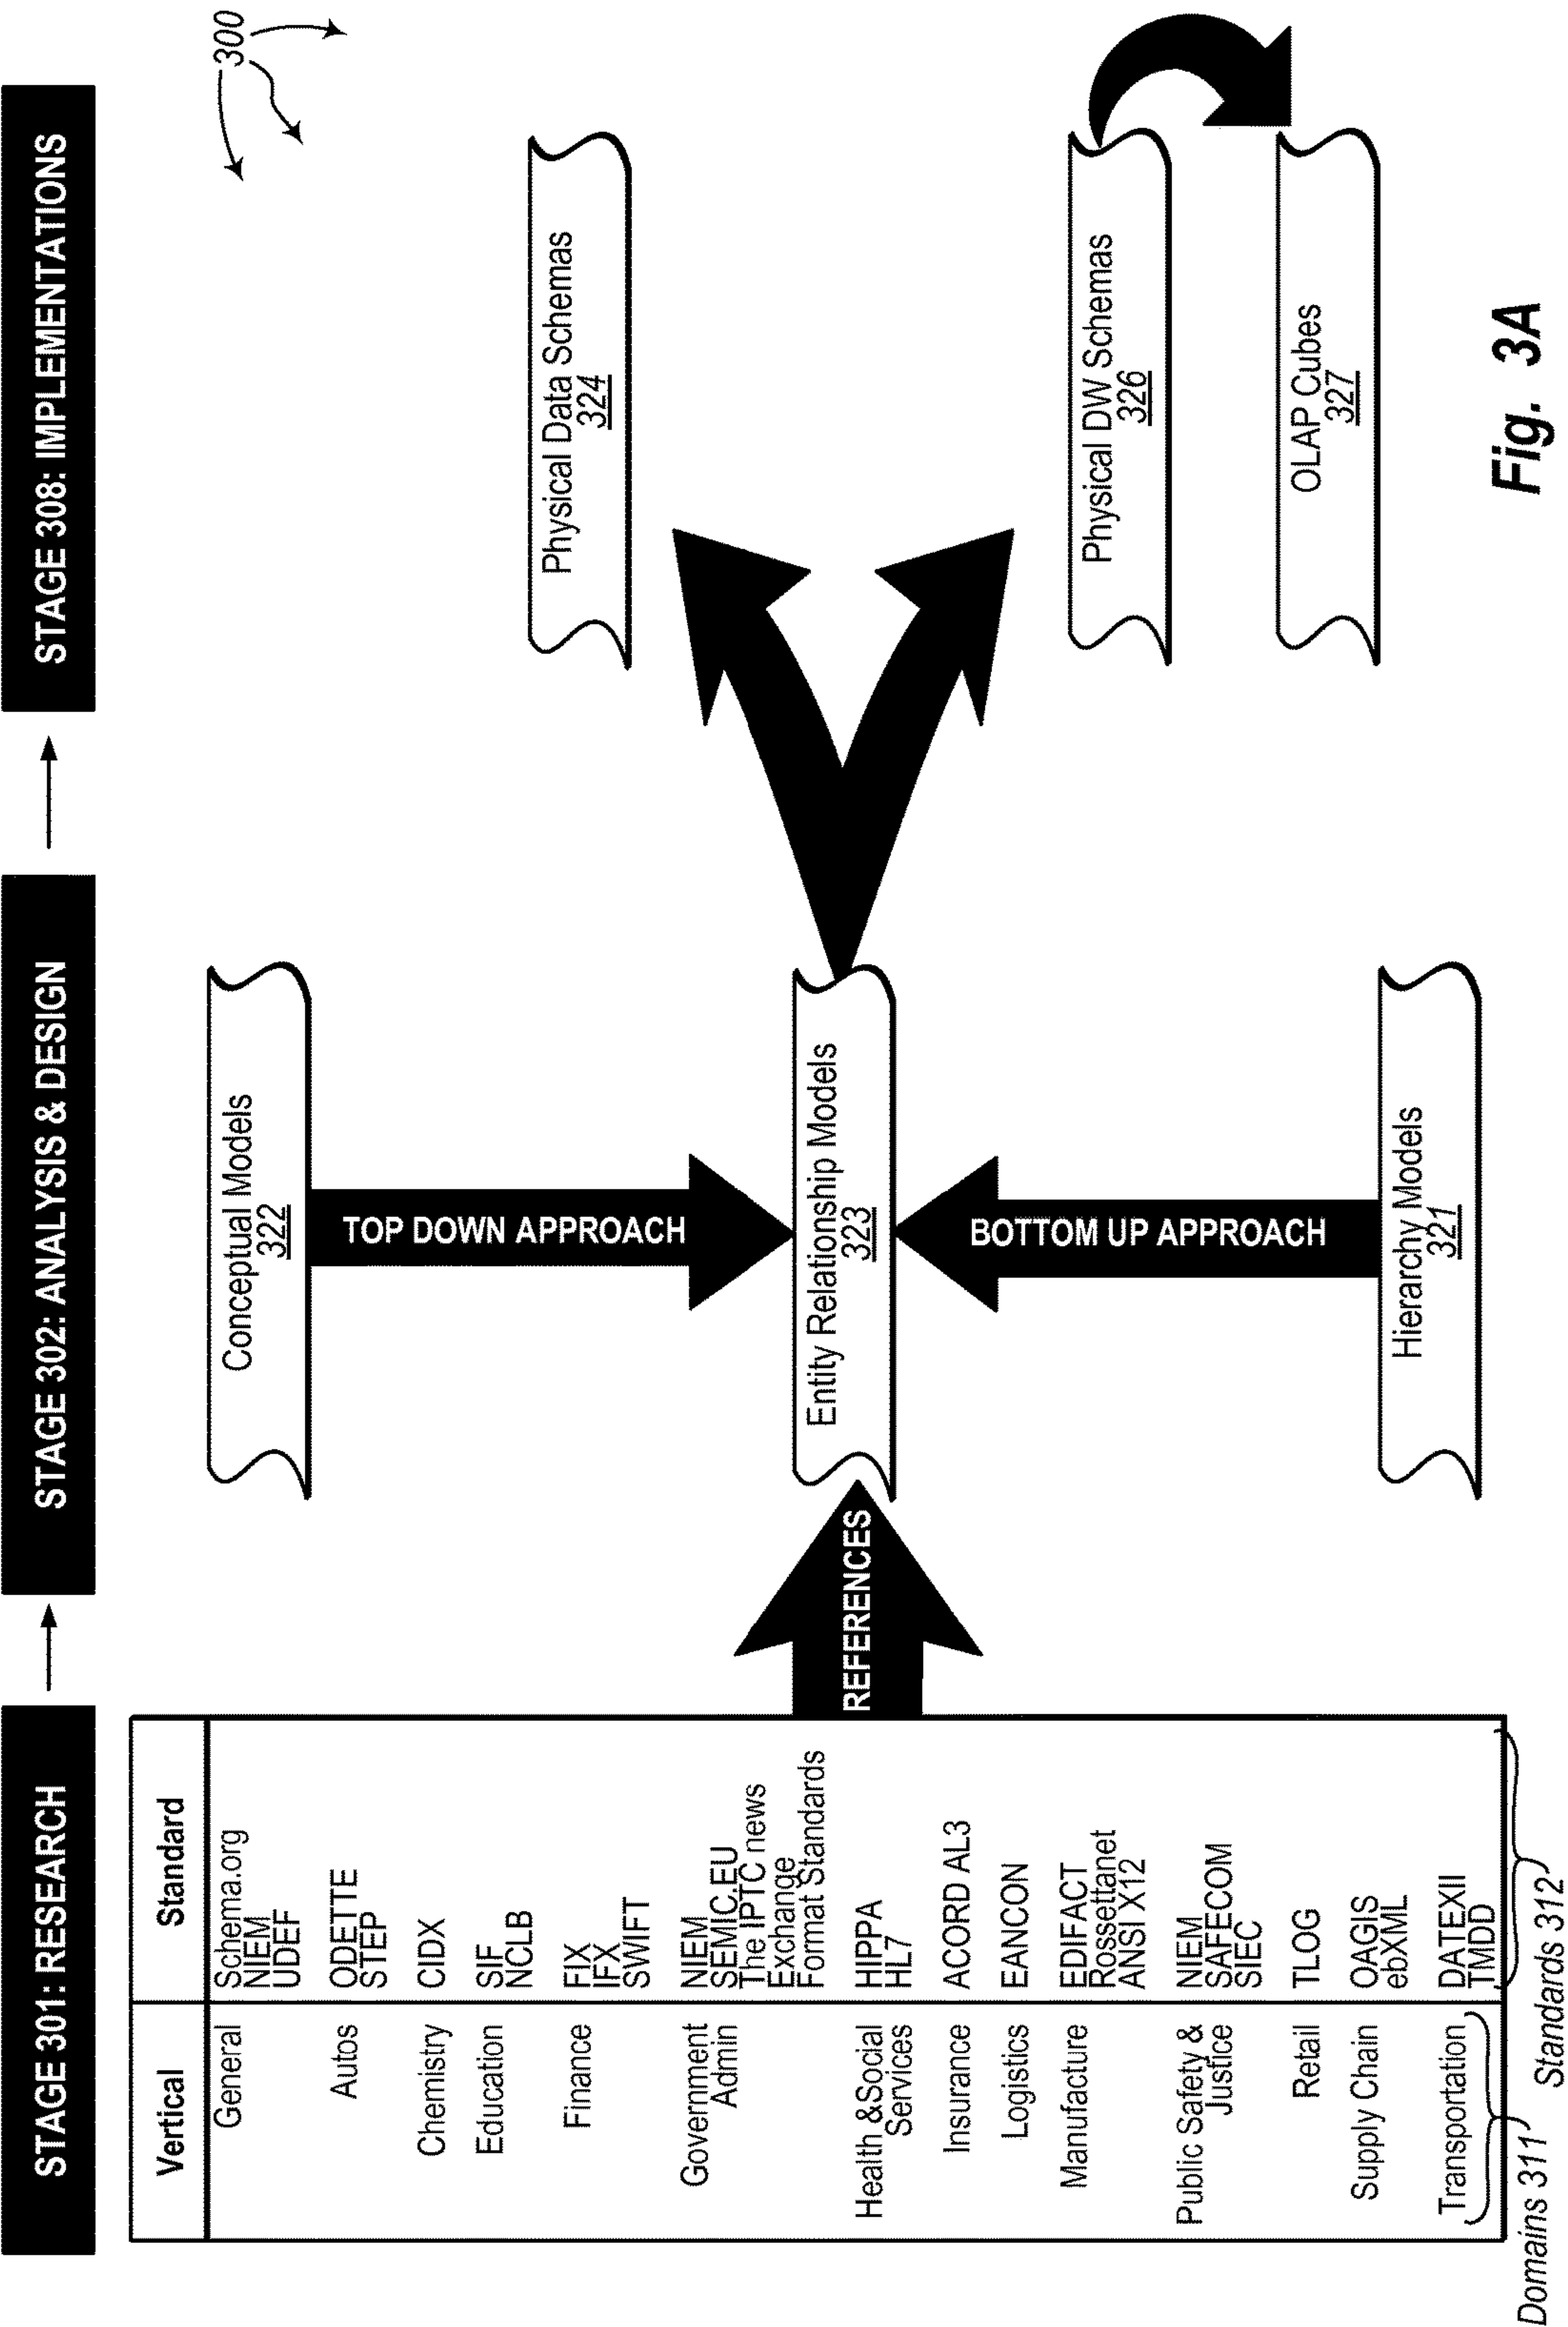 STAGE 301: RESEARCH
STAGE 302: ANALYSIS & DESIGN
STAGE 308: IMPLEMENTATIONS
300
Vertical
Standard
General
Schema.org
NIEM
UDEF
Autos
ODETTE
STEP
Chemistry
CIDX
Education
SIF
NCLB
Finance
FIX
IFX
SWIFT
Government
Admin
NIEM
SEMIC.EU
The IPTC news
Exchange
Format Standards
Health &Social
Services
HIPPA
HL7
Insurance
ACORD AL3
Logistics
EANCON
Manufacture
EDIFACT
Rossettanet
ANSI X12
Public Safety &
Justice
NIEM
SAFECOM
SIEC
Retail
TLOG
Supply Chain
OAGIS
ebXML
Transportation
DATEXII
TMDD
Domains 311
Standards 312
REFERENCES
Conceptual Models
322
TOP DOWN APPROACH
Entity Relationship Models
323
BOTTOM UP APPROACH
Hierarchy Models
321
Physical Data Schemas
324
Physical DW Schemas
326
OLAP Cubes
327
Fig. 3A